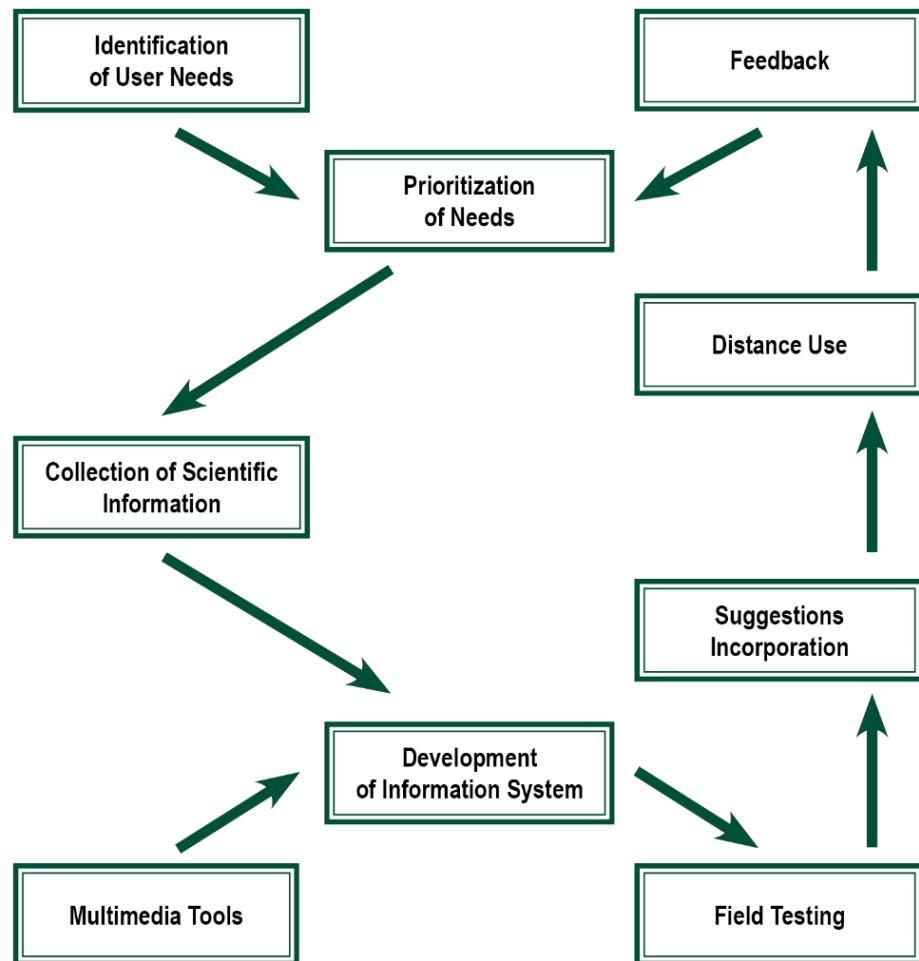 Identification
of User Needs
Feedback
Prioritization
of Needs
Distance Use
Collection of Scientific
Information
Suggestions
Incorporation
Development
of Information System
Multimedia Tools
Field Testing